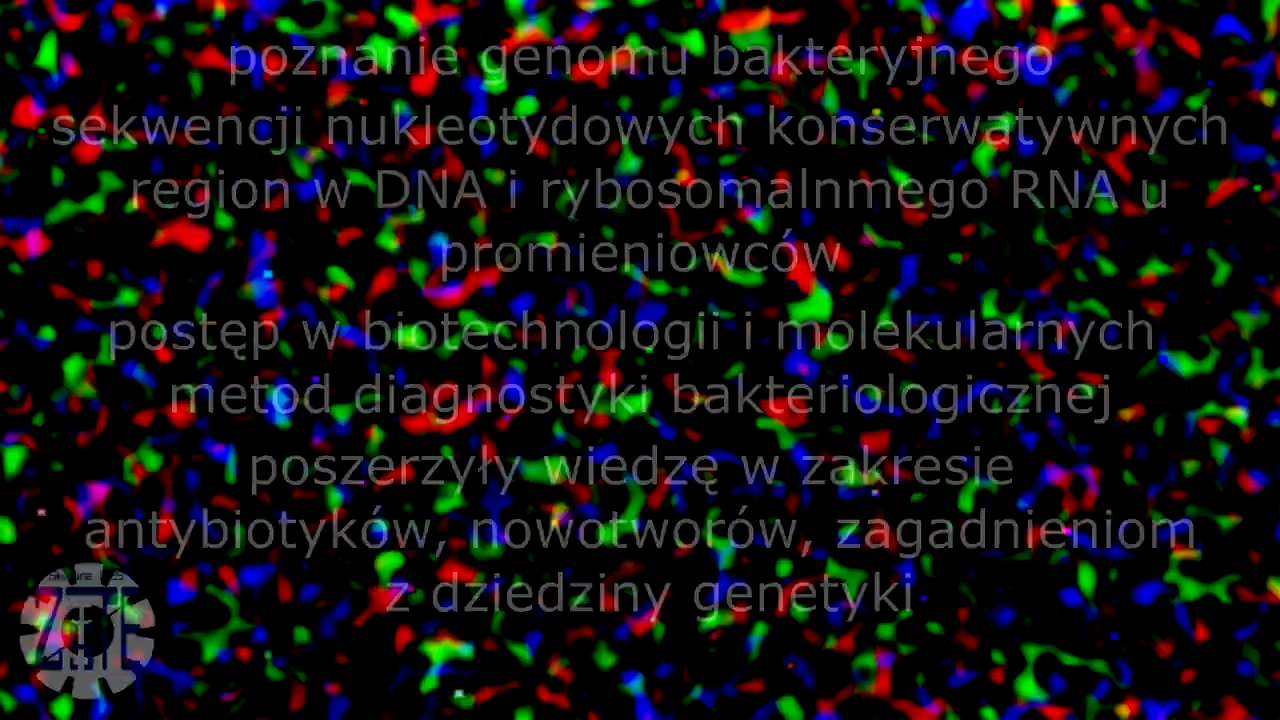 poznanie genomu bakteryjnego
sekwencji nukleotydowych konserwatywnych
region w DNA i rybosomalnmego RNA u
promieniowców
postęp w biotechnologii i molekularnych
metod diagnostyki bakteriologicznej
poszerzyły wiedzę w zakresie
antybiotyków, nowotworów, zagadnieniom
z dziedziny genetyki